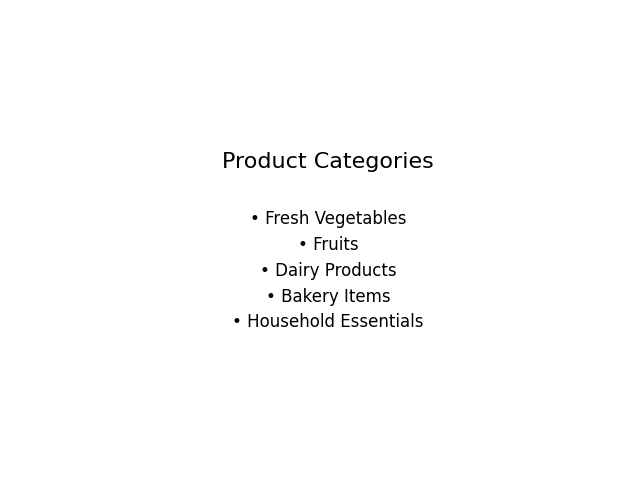 Product Categories
• Fresh Vegetables
• Fruits
• Dairy Products
• Bakery Items
• Household Essentials